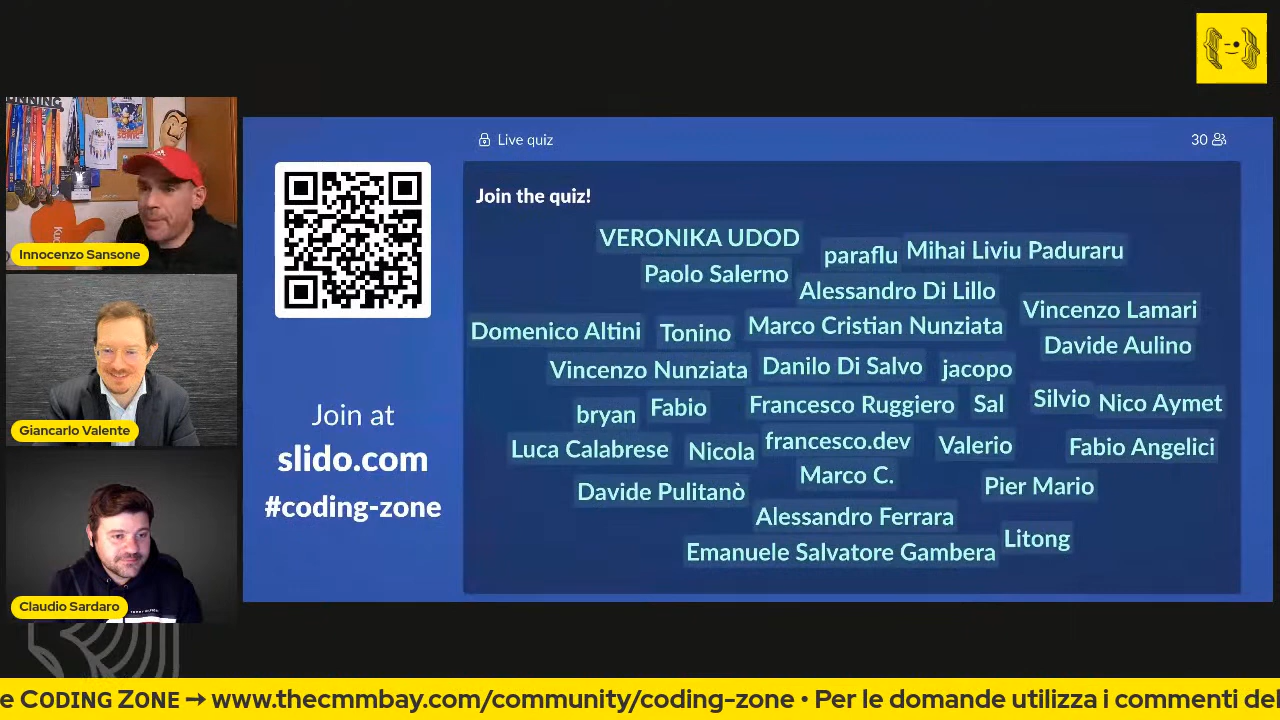 RUNNING
SONIC
Innocenzo Sansone
Giancarlo Valente
Claudio Sardaro
Live quiz
30
Join at
slido.com
#coding-zone
Join the quiz!
VERONIKA UDOD
paraflu
Mihai Liviu Paduraru
Paolo Salerno
Alessandro Di Lillo
Vincenzo Lamari
Domenico Altini
Tonino
Marco Cristian Nunziata
Davide Aulino
Vincenzo Nunziata
Danilo Di Salvo
jacopo
bryan
Fabio
Francesco Ruggiero
Sal
Silvio
Nico Aymet
Luca Calabrese
Nicola
francesco.dev
Valerio
Fabio Angelici
Marco C.
Davide Pulitanò
Pier Mario
Alessandro Ferrara
Litong
Emanuele Salvatore Gambera
e CODING ZONE → www.thecmmbay.com/community/coding-zone • Per le domande utilizza i commenti del